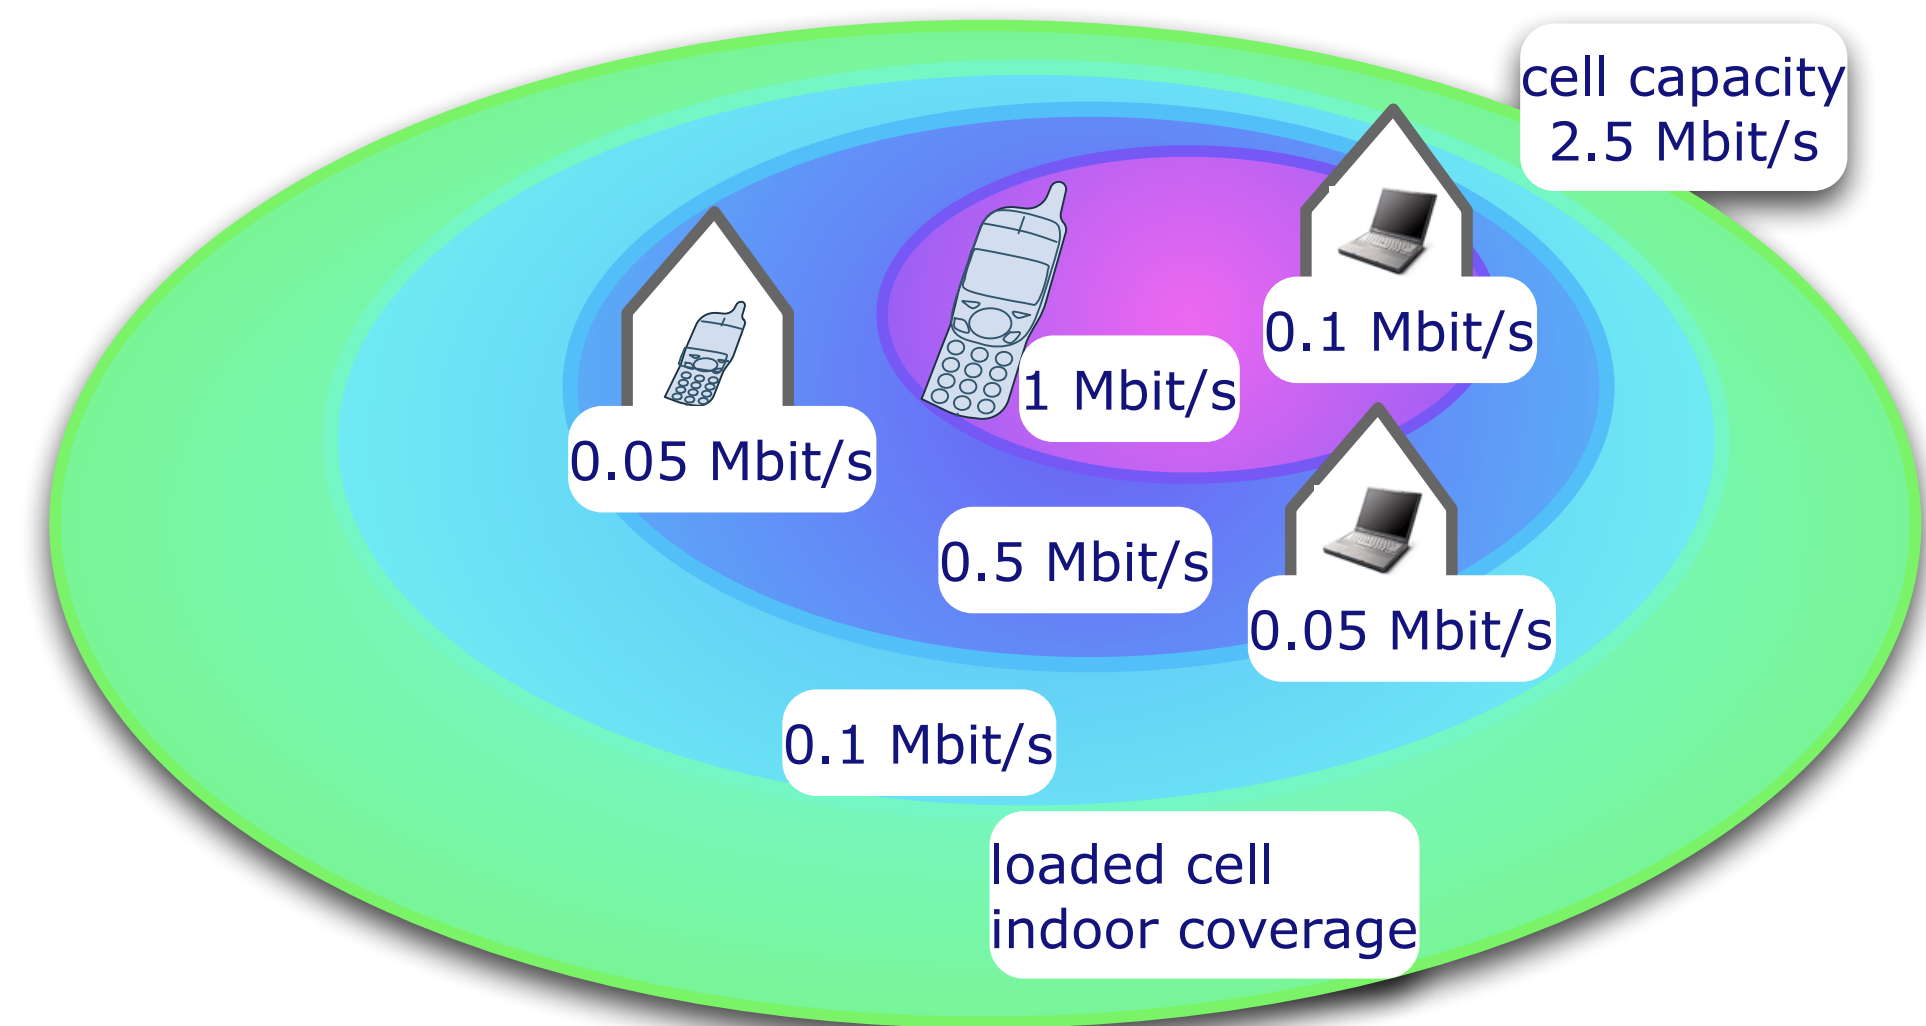 cell capacity
2.5 Mbit/s
0.1 Mbit/s
1 Mbit/s
0.05 Mbit/s
0.5 Mbit/s
0.05 Mbit/s
0.1 Mbit/s
loaded cell
indoor coverage